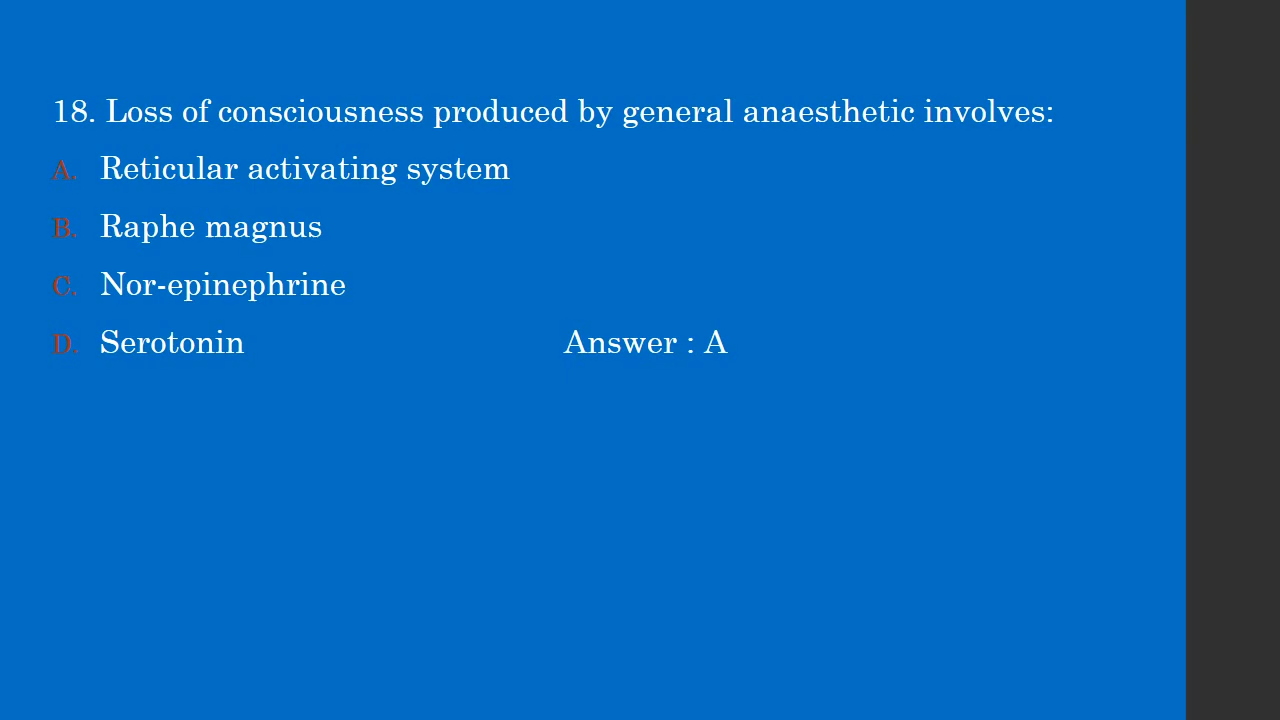 18. Loss of consciousness produced by general anaesthetic involves:
A. Reticular activating system
B. Raphe magnus
C. Nor-epinephrine
D. Serotonin Answer : A